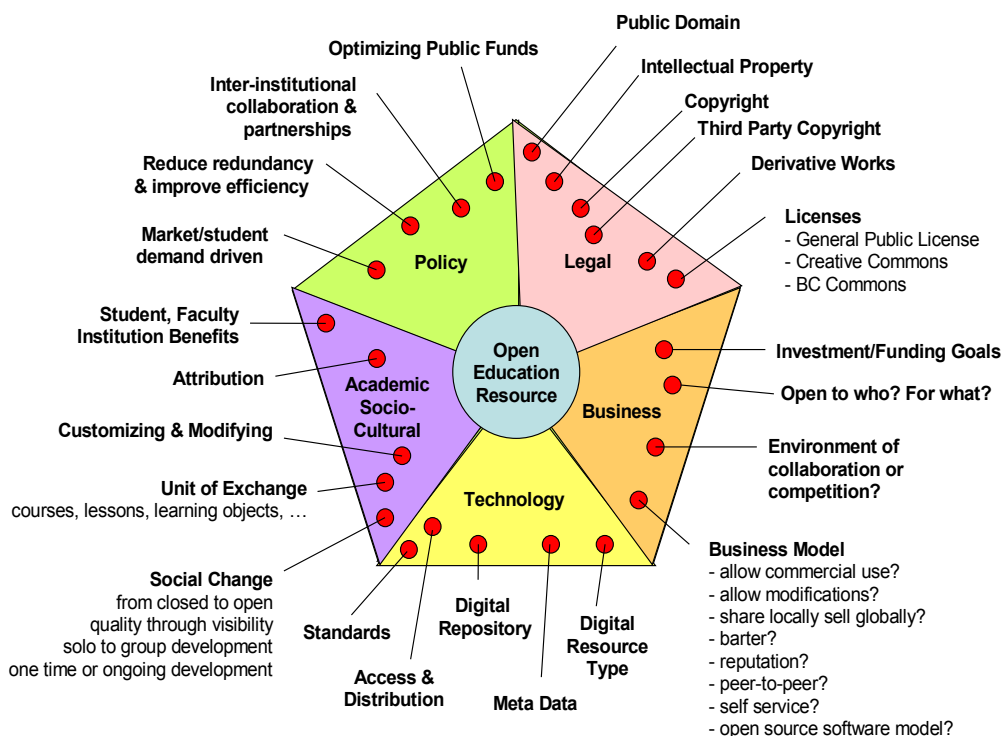 Public Domain
Optimizing Public Funds
Intellectual Property
Inter-institutional
collaboration &
partnerships
Copyright
Third Party Copyright
Reduce redundancy
& improve efficiency
Derivative Works
Licenses
- General Public License
- Creative Commons
- BC Commons
Market/student
demand driven
Policy
Legal
Student, Faculty
Institution Benefits
Attribution
Academic
Socio-
Cultural
Open
Education
Resource
Business
Investment/Funding Goals
Open to who? For what?
Customizing & Modifying
Environment of
collaboration or
competition?
Unit of Exchange
courses, lessons, learning objects, …
Technology
Social Change
from closed to open
quality through visibility
solo to group development
one time or ongoing development
Standards
Access &
Distribution
Digital
Repository
Meta Data
Digital
Resource
Type
Business Model
- allow commercial use?
- allow modifications?
- share locally sell globally?
- barter?
- reputation?
- peer-to-peer?
- self service?
- open source software model?